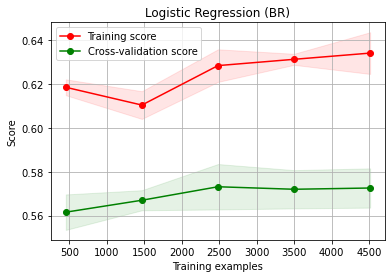 Logistic Regression (BR)
Training score
Cross-validation score
0.64
0.62
0.60
0.58
0.56
Score
500 1000 1500 2000 2500 3000 3500 4000 4500
Training examples